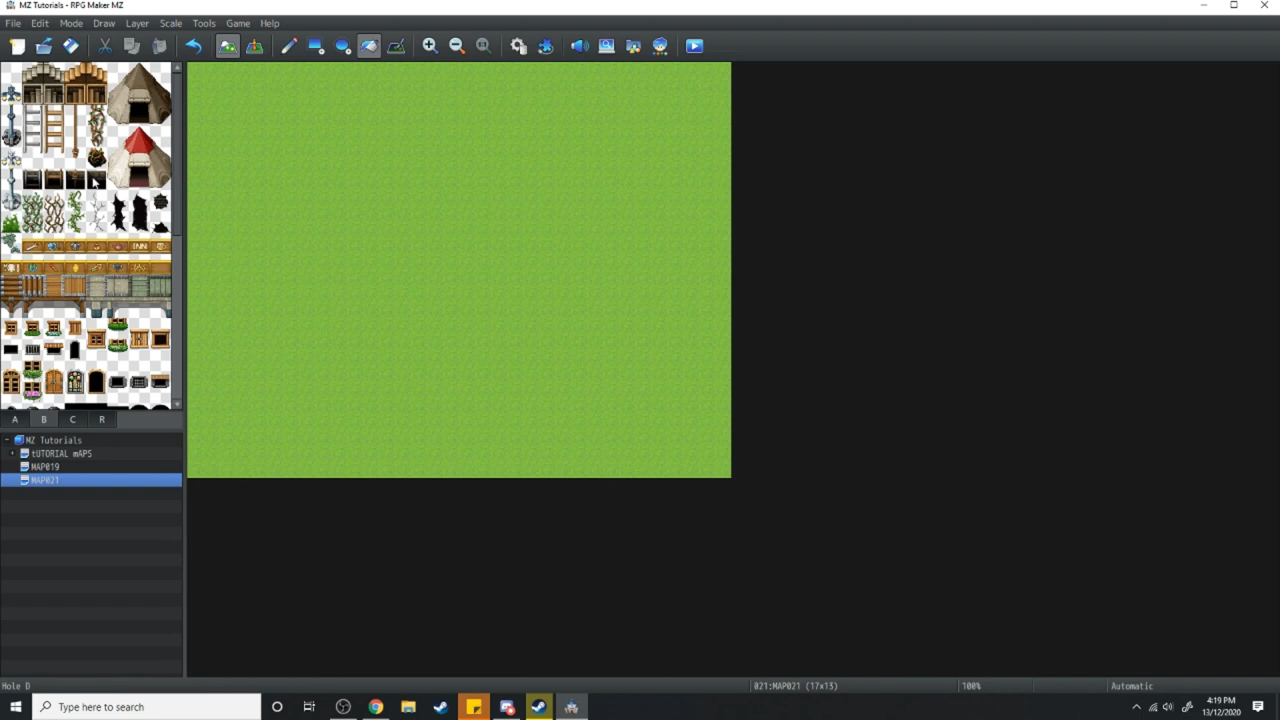 MZ Tutorials - RPG Maker MZ
File Edit Mode Draw Layer Scale Tools Game Help
INN
A B C R
MZ Tutorials
tUTORIAL mAPS
MAP019
MAP021
Hole D
021:MAP021 (17x13)
100%
Automatic
Type here to search
4:19 PM
13/12/2020